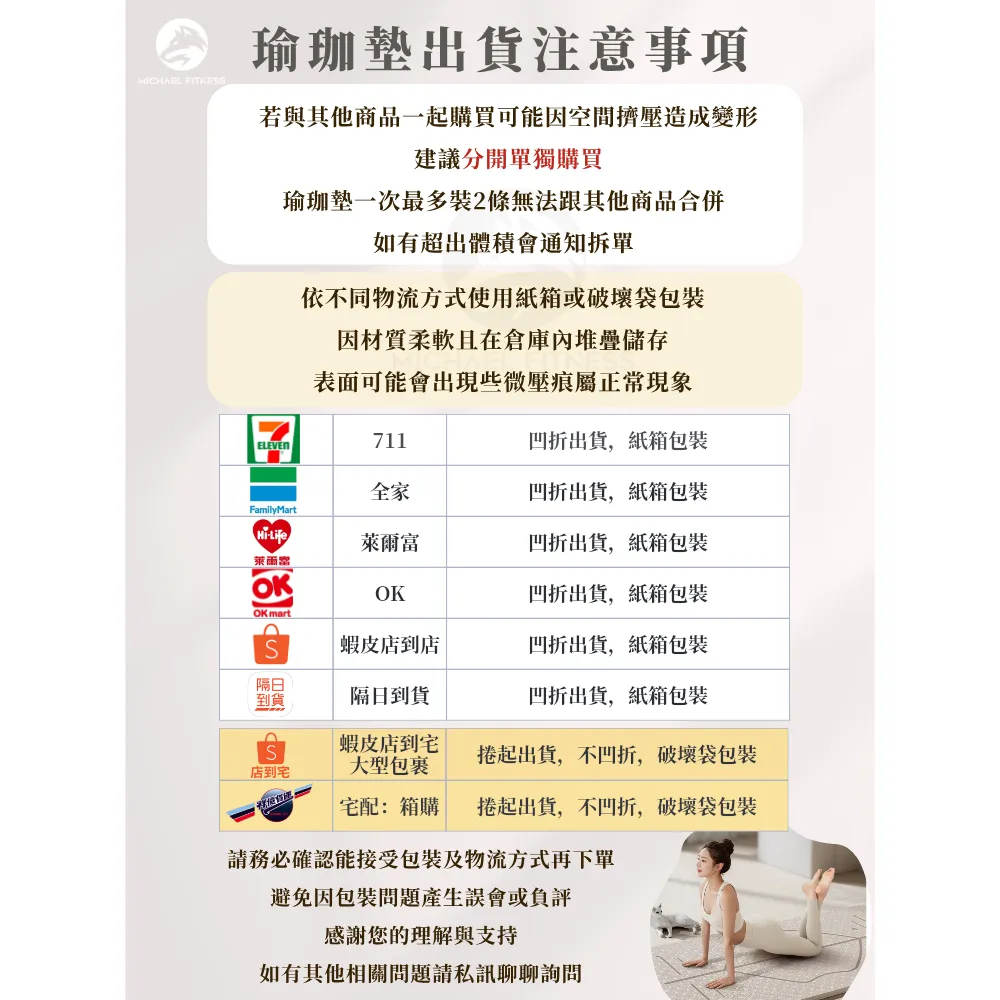 MICHAEL FITNESS
瑜珈墊出貨注意事項
若與其他商品一起購買可能因空間擠壓造成變形
建議分開單獨購買
瑜珈墊一次最多裝2條無法跟其他商品合併
如有超出體積會通知拆單
依不同物流方式使用紙箱或破壞袋包裝
因材質柔軟且在倉庫內堆疊儲存
MICHAEL FITNESS
表面可能會出現些微壓痕屬正常現象
7 ELEVEN 711 凹折出貨，紙箱包裝
FamilyMart 全家 凹折出貨，紙箱包裝
Hi-Life 萊爾富 萊爾富 凹折出貨，紙箱包裝
OK OKmart OK 凹折出貨，紙箱包裝
S 蝦皮店到店 凹折出貨，紙箱包裝
隔日到貨 隔日到貨 凹折出貨，紙箱包裝
S 店到宅 蝦皮店到宅 大型包裹 捲起出貨，不凹折，破壞袋包裝
宅配：箱購 捲起出貨，不凹折，破壞袋包裝
請務必確認能接受包裝及物流方式再下單
避免因包裝問題產生誤會或負評
感謝您的理解與支持
如有其他相關問題請私訊聊聊詢問